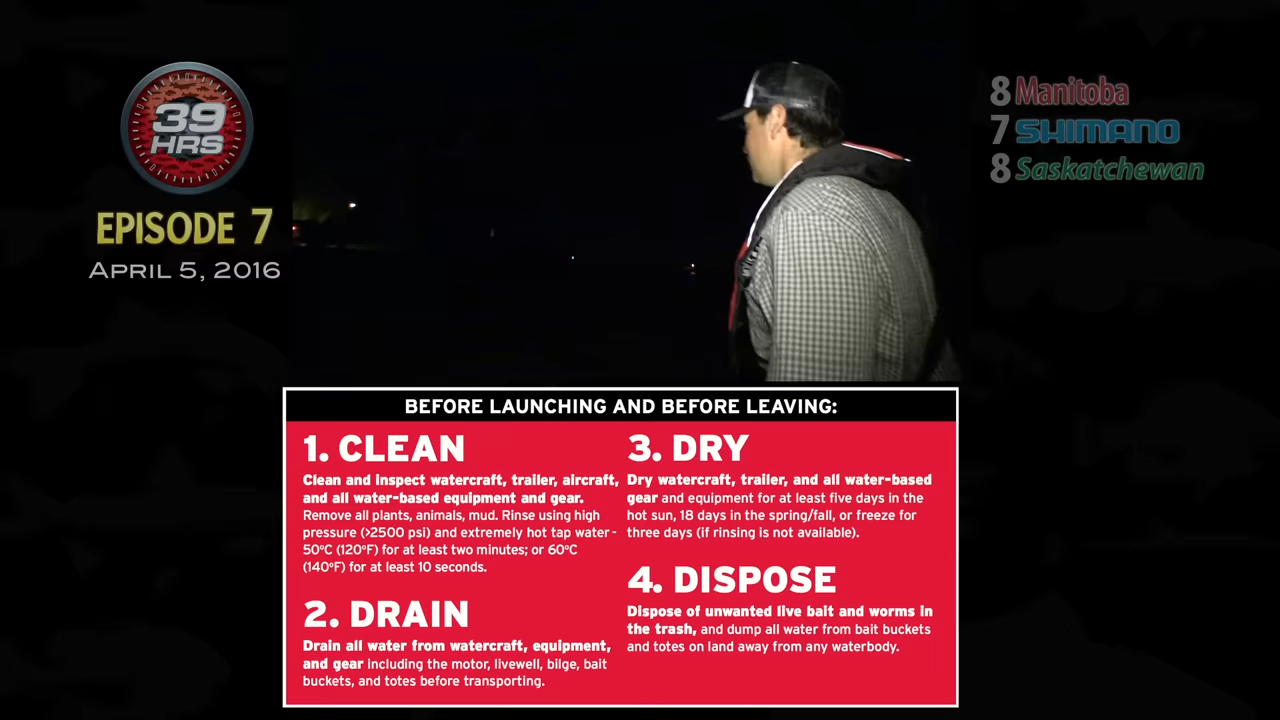 39
HRS
EPISODE 7
APRIL 5, 2016
8 Manitoba
7 SHIMANO
8 Saskatchewan
BEFORE LAUNCHING AND BEFORE LEAVING:
1. CLEAN
Clean and inspect watercraft, trailer, aircraft,
and all water-based equipment and gear.
Remove all plants, animals, mud. Rinse using high
pressure (>2500 psi) and extremely hot tap water -
50ºC (120ºF) for at least two minutes; or 60ºC
(140ºF) for at least 10 seconds.
2. DRAIN
Drain all water from watercraft, equipment,
and gear including the motor, livewell, bilge, bait
buckets, and totes before transporting.
3. DRY
Dry watercraft, trailer, and all water-based
gear and equipment for at least five days in the
hot sun, 18 days in the spring/fall, or freeze for
three days (if rinsing is not available).
4. DISPOSE
Dispose of unwanted live bait and worms in
the trash, and dump all water from bait buckets
and totes on land away from any waterbody.